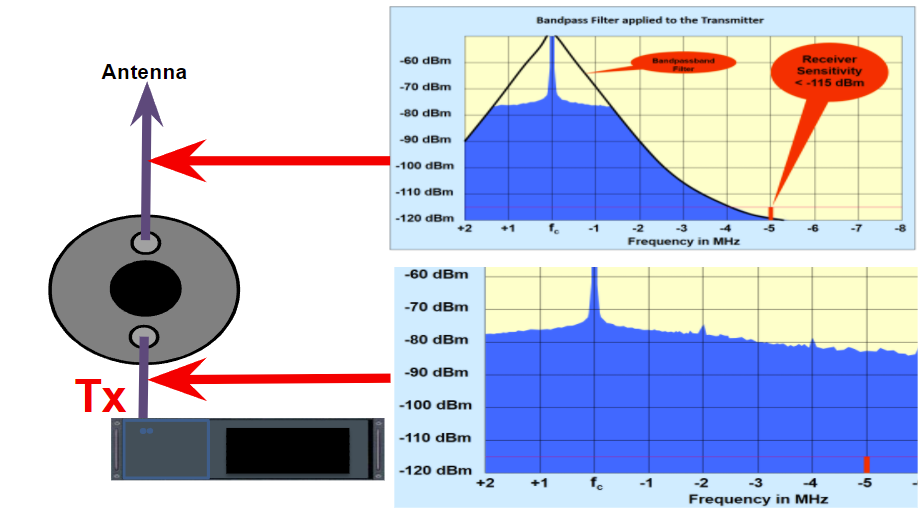 Antenna
Tx
Bandpass Filter applied to the Transmitter
-60 dBm
-70 dBm
-80 dBm
-90 dBm
-100 dBm
-110 dBm
-120 dBm
Bandpassband
Filter
Receiver
Sensitivity
< -115 dBm
+2 +1 fc -1 -2 -3 -4 -5 -6 -7 -8
Frequency in MHz
-60 dBm
-70 dBm
-80 dBm
-90 dBm
-100 dBm
-110 dBm
-120 dBm
+2 +1 fc -1 -2 -3 -4 -5 -
Frequency in MHz